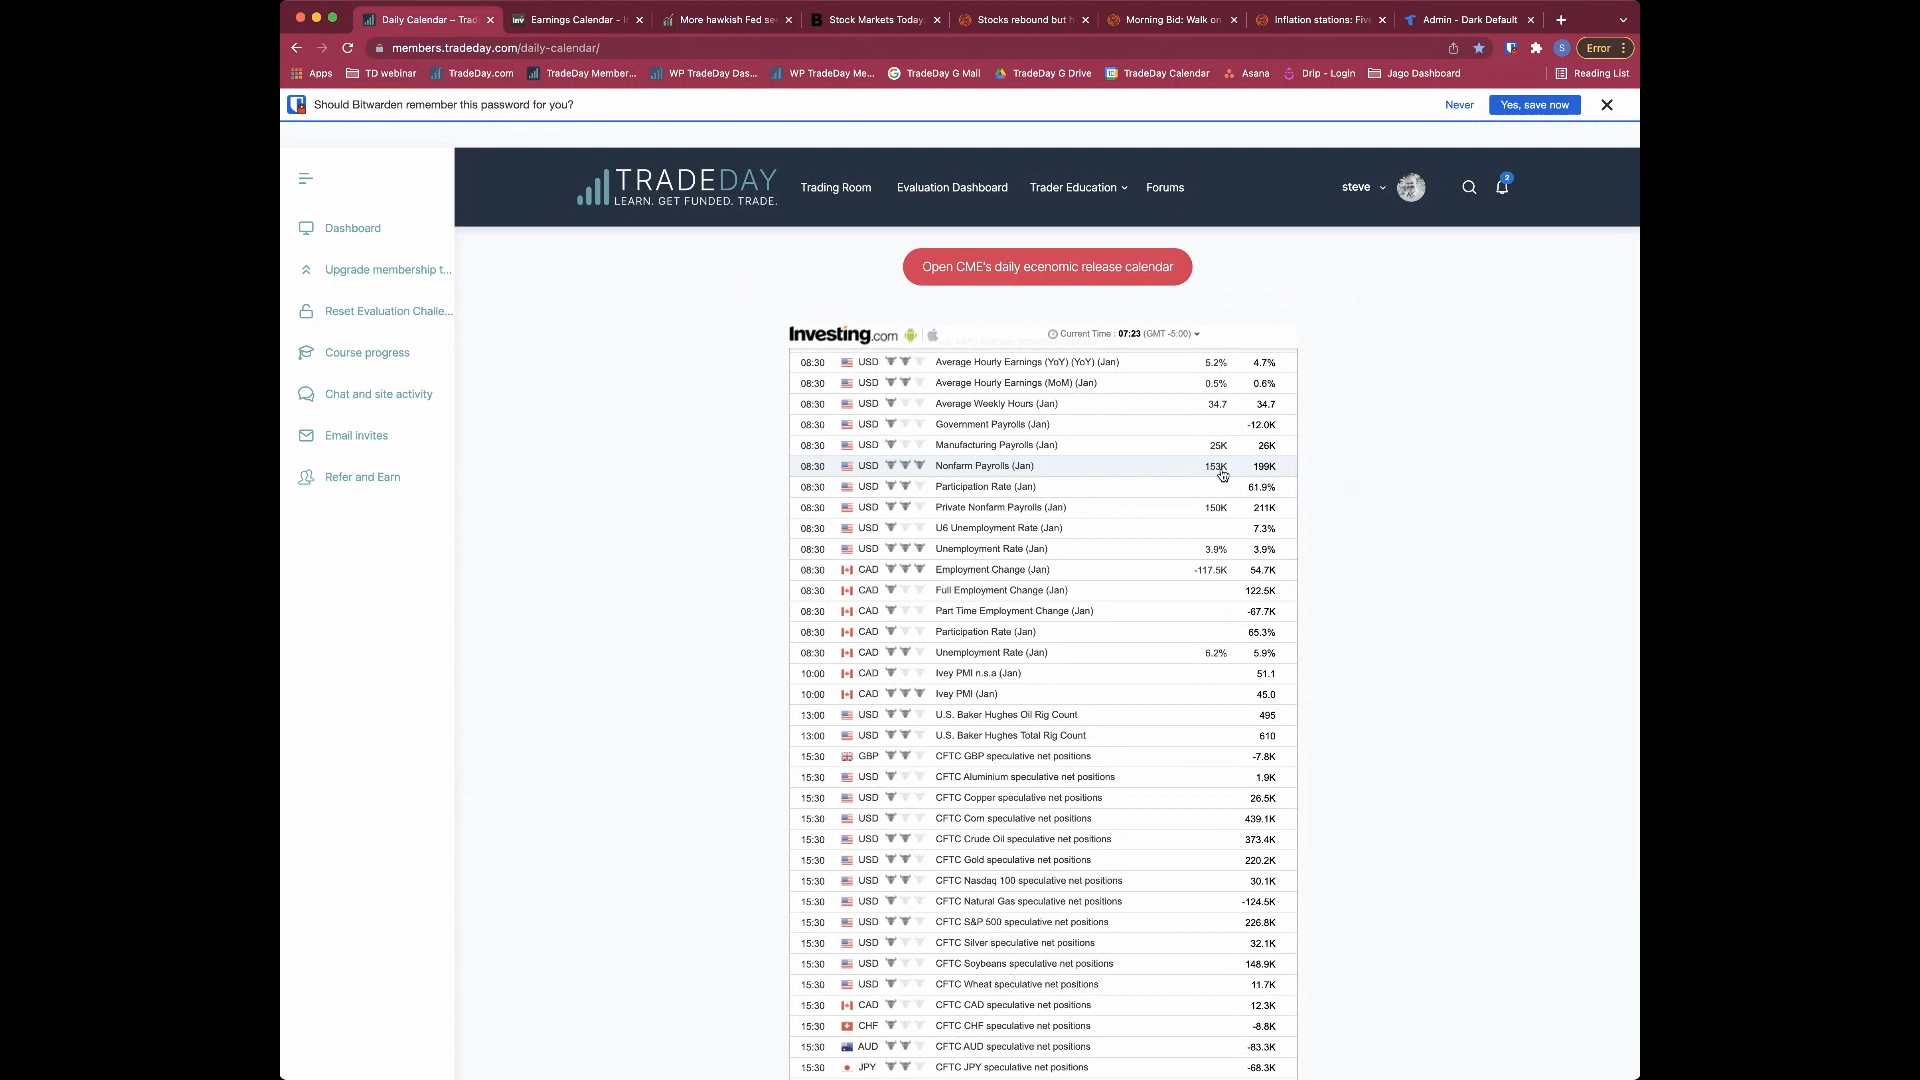 Daily Calendar – Trad
Earnings Calendar - I
More hawkish Fed se
Stock Markets Today
Stocks rebound but h
Morning Bid: Walk on
Inflation stations: Five
Admin - Dark Default
members.tradeday.com/daily-calendar/
S
Error
Apps
TD webinar
TradeDay.com
TradeDay Member...
WP TradeDay Das...
WP TradeDay Me...
TradeDay G Mail
TradeDay G Drive
TradeDay Calendar
Asana
Drip - Login
Jago Dashboard
Reading List
Should Bitwarden remember this password for you?
Never
Yes, save now
TRADEDAY
LEARN. GET FUNDED. TRADE.
Trading Room
Evaluation Dashboard
Trader Education
Forums
steve
2
Dashboard
Upgrade membership t...
Reset Evaluation Challe...
Course progress
Chat and site activity
Email invites
Refer and Earn
Open CME's daily ecenomic release calendar
Investing.com
Current Time : 07:23 (GMT -5:00)
08:30 USD Average Hourly Earnings (YoY) (YoY) (Jan) 5.2% 4.7%
08:30 USD Average Hourly Earnings (MoM) (Jan) 0.5% 0.6%
08:30 USD Average Weekly Hours (Jan) 34.7 34.7
08:30 USD Government Payrolls (Jan) -12.0K
08:30 USD Manufacturing Payrolls (Jan) 25K 26K
08:30 USD Nonfarm Payrolls (Jan) 153K 199K
08:30 USD Participation Rate (Jan) 61.9%
08:30 USD Private Nonfarm Payrolls (Jan) 150K 211K
08:30 USD U6 Unemployment Rate (Jan) 7.3%
08:30 USD Unemployment Rate (Jan) 3.9% 3.9%
08:30 CAD Employment Change (Jan) -117.5K 54.7K
08:30 CAD Full Employment Change (Jan) 122.5K
08:30 CAD Part Time Employment Change (Jan) -67.7K
08:30 CAD Participation Rate (Jan) 65.3%
08:30 CAD Unemployment Rate (Jan) 6.2% 5.9%
10:00 CAD Ivey PMI n.s.a (Jan) 51.1
10:00 CAD Ivey PMI (Jan) 45.0
13:00 USD U.S. Baker Hughes Oil Rig Count 495
13:00 USD U.S. Baker Hughes Total Rig Count 610
15:30 GBP CFTC GBP speculative net positions -7.8K
15:30 USD CFTC Aluminium speculative net positions 1.9K
15:30 USD CFTC Copper speculative net positions 26.5K
15:30 USD CFTC Corn speculative net positions 439.1K
15:30 USD CFTC Crude Oil speculative net positions 373.4K
15:30 USD CFTC Gold speculative net positions 220.2K
15:30 USD CFTC Nasdaq 100 speculative net positions 30.1K
15:30 USD CFTC Natural Gas speculative net positions -124.5K
15:30 USD CFTC S&P 500 speculative net positions 226.8K
15:30 USD CFTC Silver speculative net positions 32.1K
15:30 USD CFTC Soybeans speculative net positions 148.9K
15:30 USD CFTC Wheat speculative net positions 11.7K
15:30 CAD CFTC CAD speculative net positions 12.3K
15:30 CHF CFTC CHF speculative net positions -8.8K
15:30 AUD CFTC AUD speculative net positions -83.3K
15:30 JPY CFTC JPY speculative net positions -68.3K